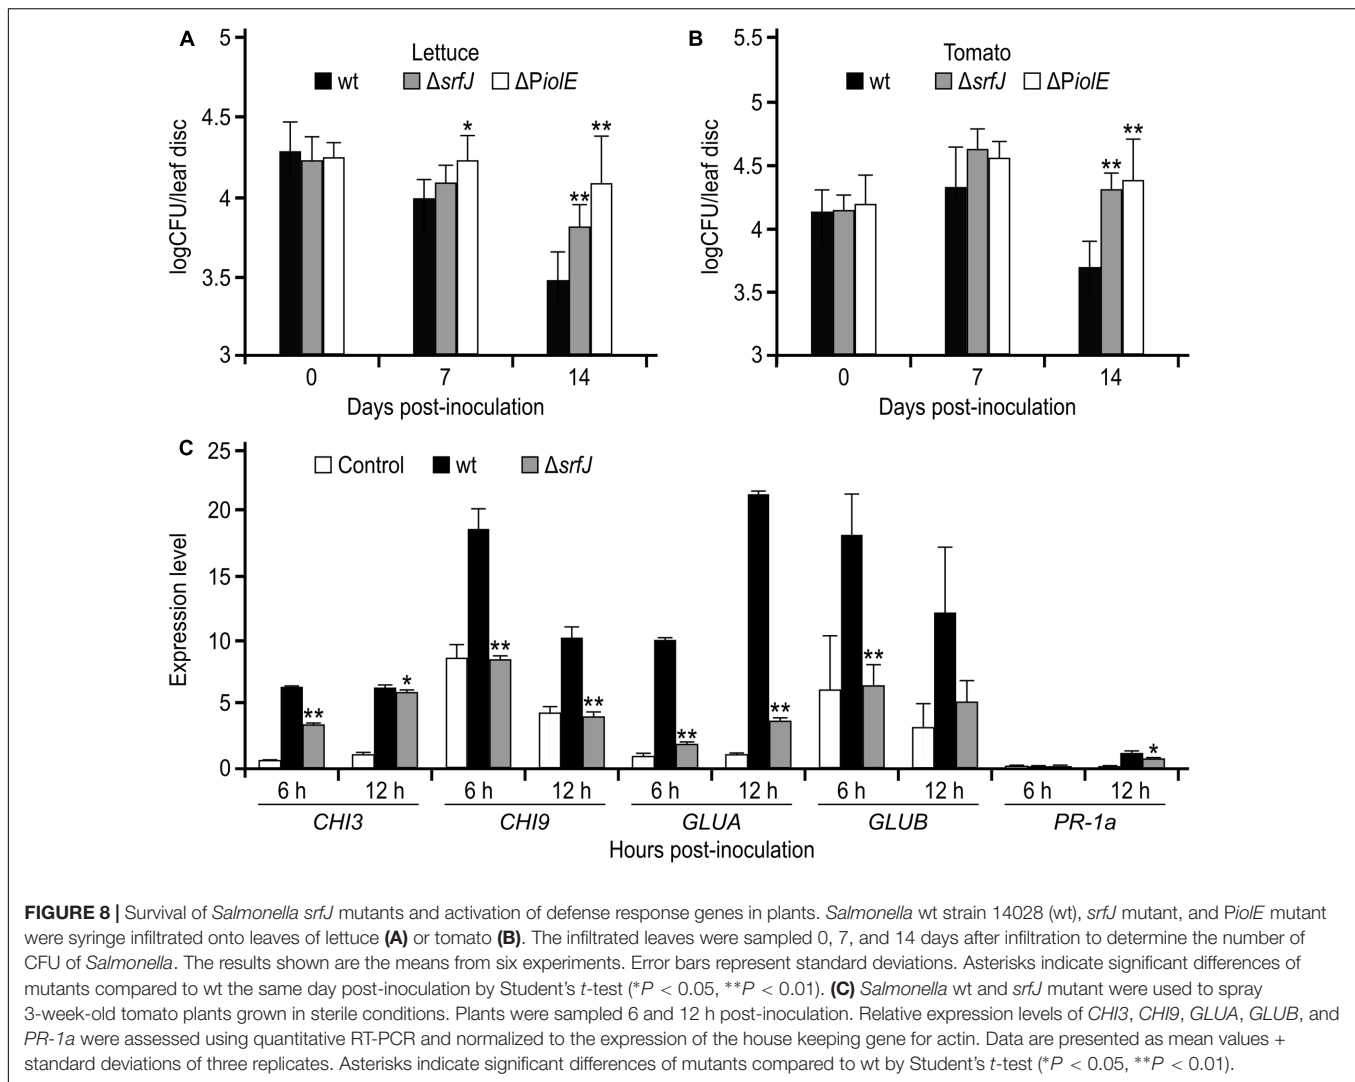 A
5
Lettuce
wt ΔsrfJ ΔPiolE
4.5
4
3.5
3
* ** **
logCFU/leaf disc
0 7 14
Days post-inoculation
B
5.5
Tomato
wt ΔsrfJ ΔPiolE
5
4.5
4
3.5
3
** **
logCFU/leaf disc
0 7 14
Days post-inoculation
C
25
Control wt ΔsrfJ
20
15
10
5
0
Expression level
** * ** ** ** ** ** *
6 h 12 h 6 h 12 h 6 h 12 h 6 h 12 h 6 h 12 h
CHI3 CHI9 GLUA GLUB PR-1a
Hours post-inoculation
FIGURE 8 | Survival of Salmonella srfJ mutants and activation of defense response genes in plants. Salmonella wt strain 14028 (wt), srfJ mutant, and PiolE mutant
were syringe infiltrated onto leaves of lettuce (A) or tomato (B). The infiltrated leaves were sampled 0, 7, and 14 days after infiltration to determine the number of
CFU of Salmonella. The results shown are the means from six experiments. Error bars represent standard deviations. Asterisks indicate significant differences of
mutants compared to wt the same day post-inoculation by Student's t-test (*P < 0.05, **P < 0.01). (C) Salmonella wt and srfJ mutant were used to spray
3-week-old tomato plants grown in sterile conditions. Plants were sampled 6 and 12 h post-inoculation. Relative expression levels of CHI3, CHI9, GLUA, GLUB, and
PR-1a were assessed using quantitative RT-PCR and normalized to the expression of the house keeping gene for actin. Data are presented as mean values +
standard deviations of three replicates. Asterisks indicate significant differences of mutants compared to wt by Student's t-test (*P < 0.05, **P < 0.01).